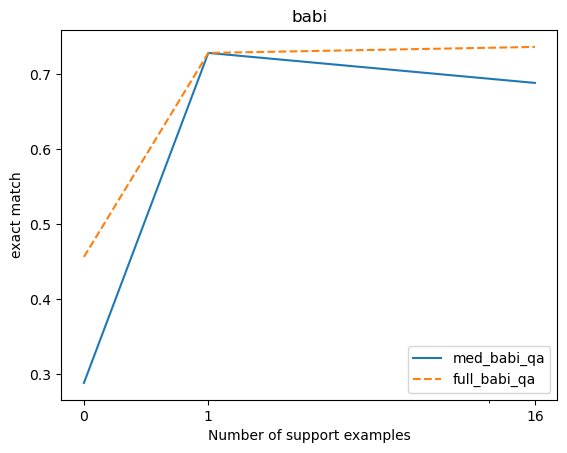 babi
exact match
0.7
0.6
0.5
0.4
0.3
med_babi_qa
full_babi_qa
0 1 16
Number of support examples